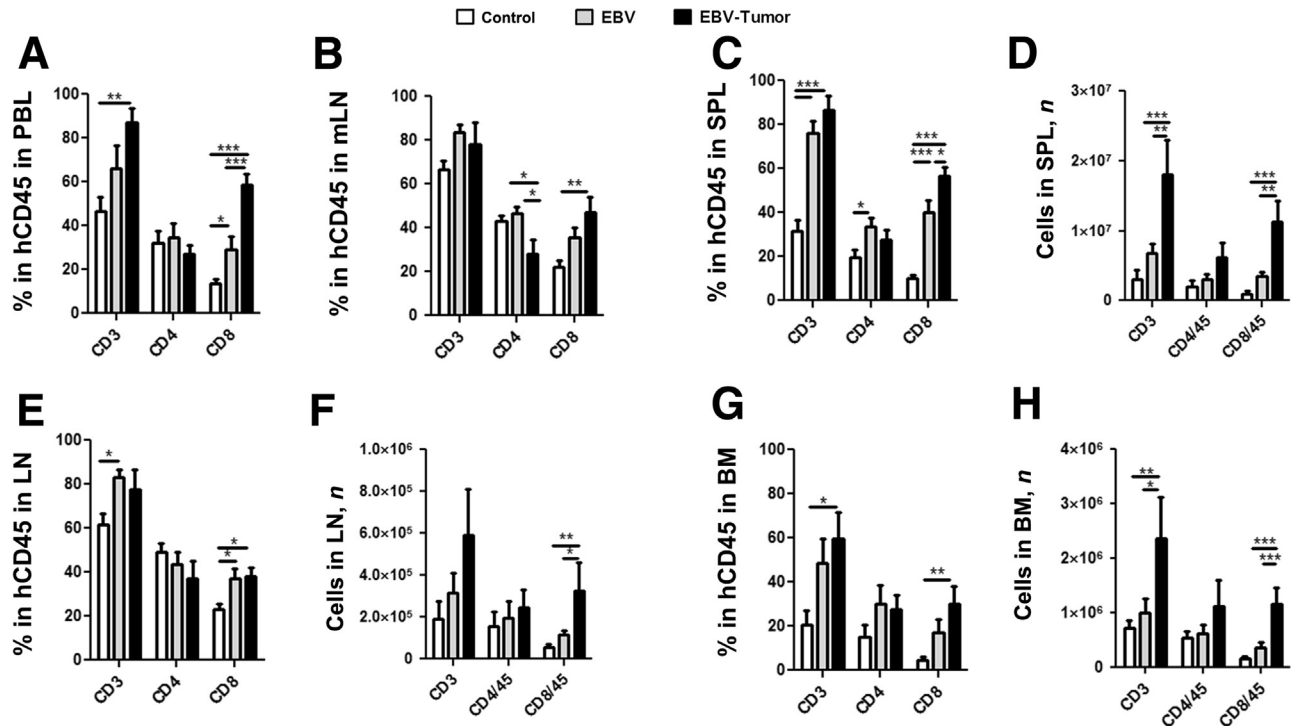 Control EBV EBV-Tumor
A
% in hCD45 in PBL
100
80
60
40
20
0
**
*
***
***
CD3 CD4 CD8
B
% in hCD45 in mLN
100
80
60
40
20
0
*
*
**
CD3 CD4 CD8
C
% in hCD45 in SPL
100
80
60
40
20
0
***
*
***
*** *
CD3 CD4 CD8
D
Cells in SPL, n
3×10⁷
2×10⁷
1×10⁷
0
***
**
***
**
CD3 CD4/45 CD8/45
E
% in hCD45 in LN
100
80
60
40
20
0
*
*
*
CD3 CD4 CD8
F
Cells in LN, n
1.0×10⁶
8.0×10⁵
6.0×10⁵
4.0×10⁵
2.0×10⁵
0
**
*
CD3 CD4/45 CD8/45
G
% in hCD45 in BM
100
80
60
40
20
0
*
**
CD3 CD4 CD8
H
Cells in BM, n
4×10⁶
3×10⁶
2×10⁶
1×10⁶
0
**
*
***
***
CD3 CD4/45 CD8/45